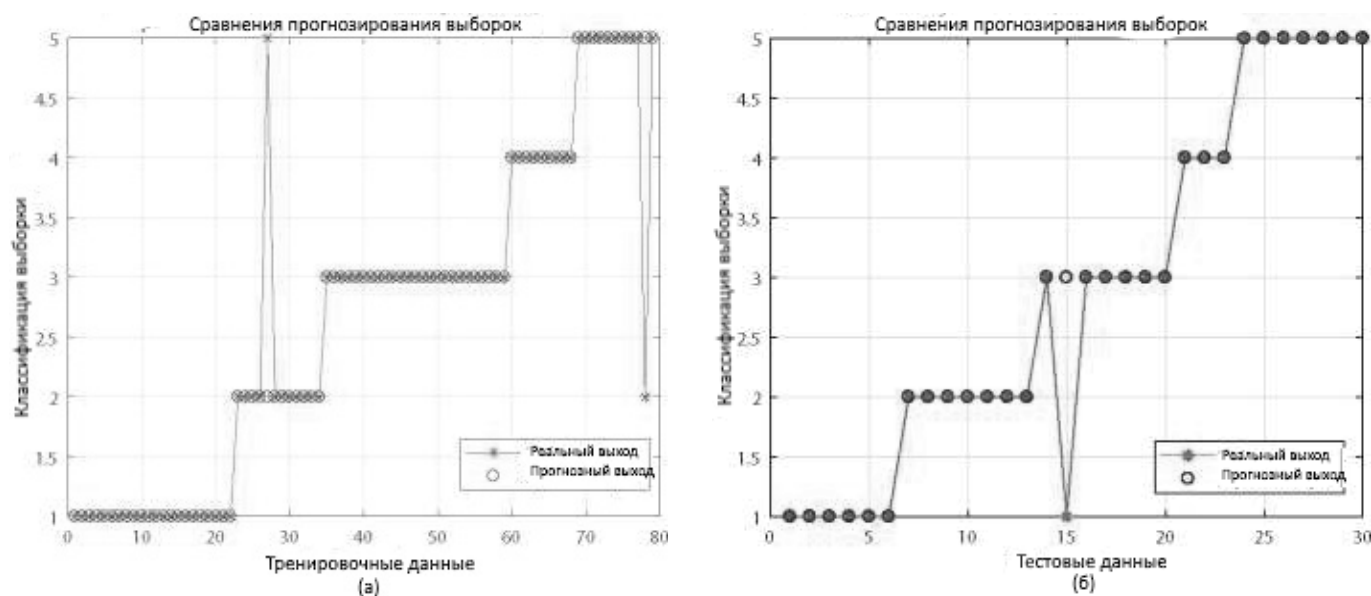 Сравнения прогнозирования выборок
5
4.5
4
3.5
3
2.5
2
1.5
1
Классификация выборки
Реальный выход
Прогнозный выход
0 10 20 30 40 50 60 70 80
Тренировочные данные
(а)
Сравнения прогнозирования выборок
5
4.5
4
3.5
3
2.5
2
1.5
1
Классификация выборки
Реальный выход
Прогнозный выход
0 5 10 15 20 25 30
Тестовые данные
(б)